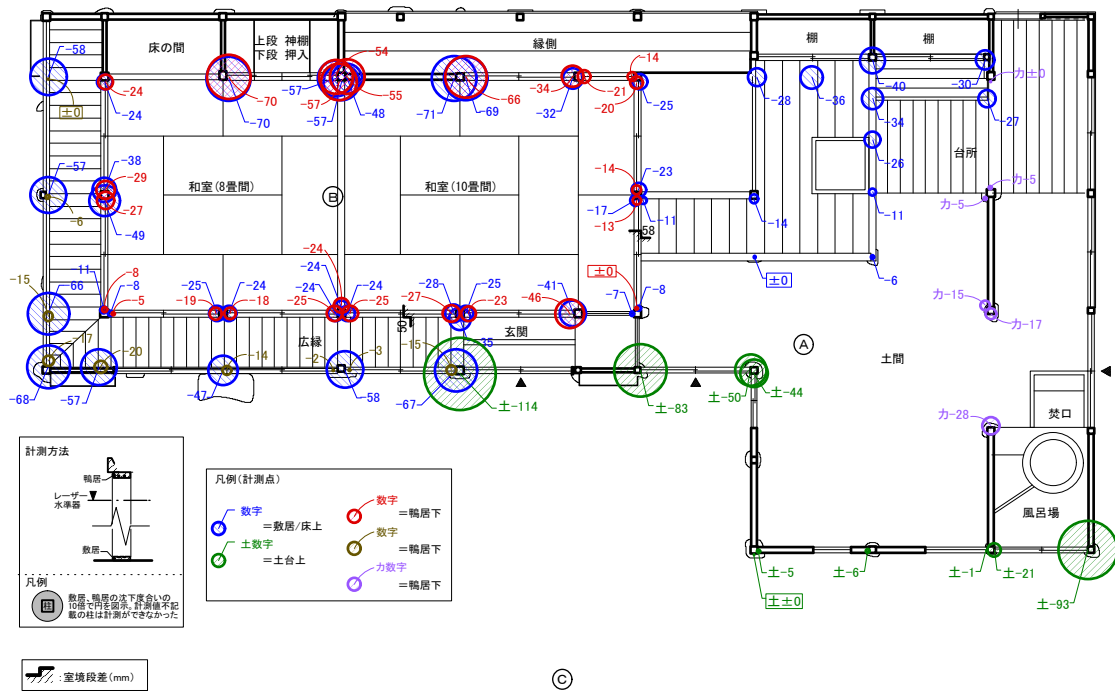 -58
床の間
上段 神棚
下段 押入
-54
縁側
-14
棚
棚
カ±0
-24
-24
±0
-70
-70
-57
-57
-57
-55
-48
-71
-66
-69
-34
-32
-21
-20
-25
-28
-36
-40
-30
-34
-27
台所
-26
-57
-38
-29
-6
-27
-49
和室(8畳間)
B
和室(10畳間)
-14
-23
-17
-11
-13
58
-14
-11
カ-5
カ-5
-11
-8
-8
-5
-15
-66
-25
-24
-19
-18
-24
-24
-24
-24
-25
-25
-28
-25
-27
-23
50
-41
-46
±0
-8
-7
±0
-6
カ-15
カ-17
-17
-20
-14
広縁
-2
-3
-15
-35
玄関
A
土間
-68
-57
-47
-58
-67
土-114
土-83
土-50
土-44
焚口
カ-28
風呂場
土-5
土-6
土-1
土-21
土±0
土-93
計測方法
鴨居
レーザー
水準器
敷居
凡例
柱
敷居、鴨居の沈下度合いの
10倍で円を図示。計測値不記
載の柱は計測ができなかった
凡例(計測点)
数字
=敷居/床上
土数字
=土台上
数字
=鴨居下
数字
=鴨居下
カ数字
=鴨居下
:室境段差(mm)
C